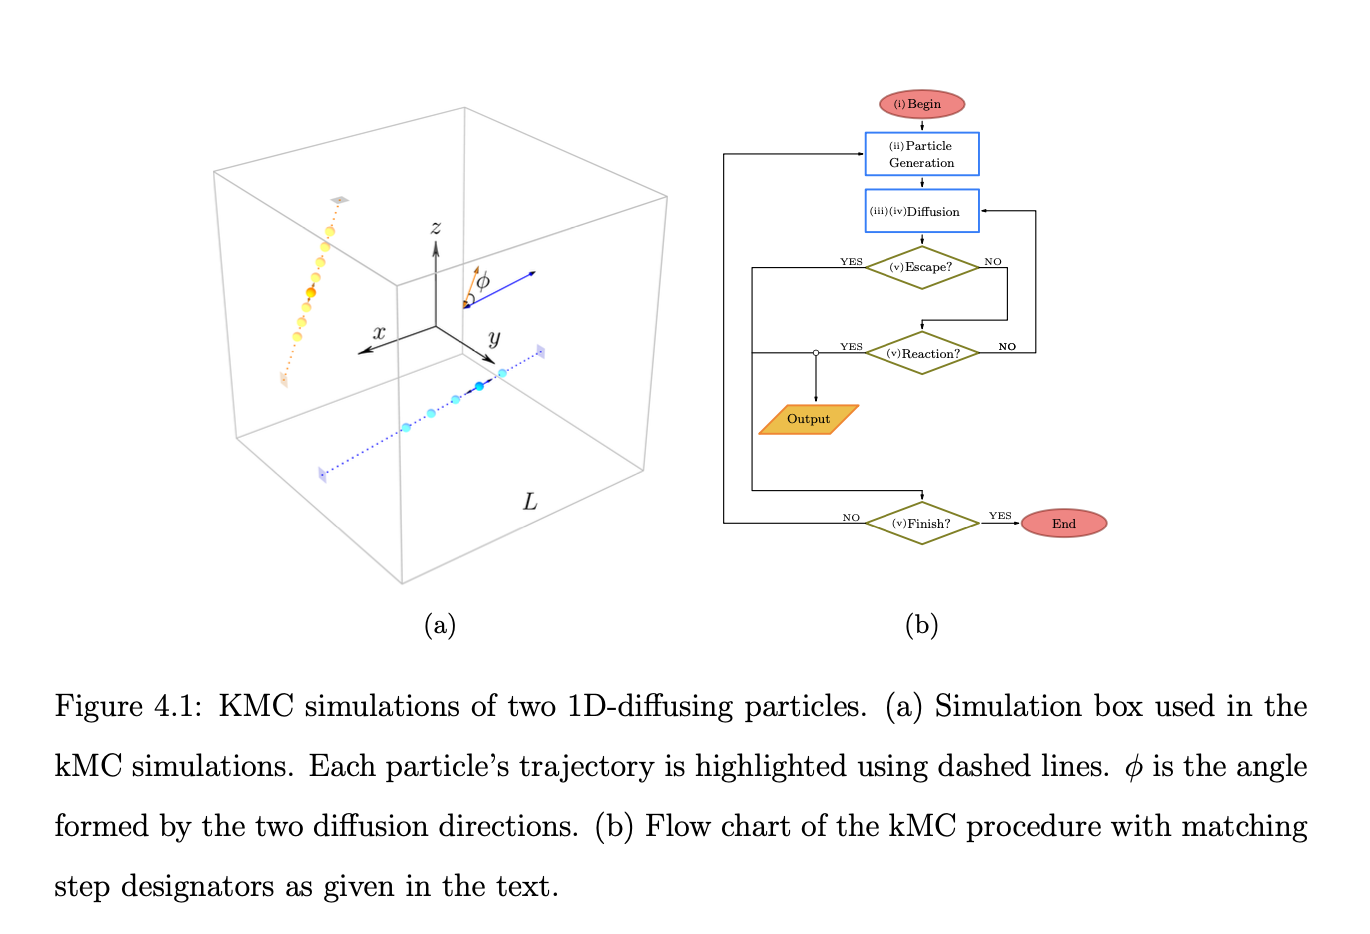 z
ϕ
x
y
L
(a)
(i) Begin
(ii) Particle
Generation
(iii)(iv) Diffusion
YES
(v) Escape?
NO
YES
(v) Reaction?
NO
Output
NO
(v) Finish?
YES
End
(b)
Figure 4.1: KMC simulations of two 1D-diffusing particles. (a) Simulation box used in the
kMC simulations. Each particle's trajectory is highlighted using dashed lines. ϕ is the angle
formed by the two diffusion directions. (b) Flow chart of the kMC procedure with matching
step designators as given in the text.